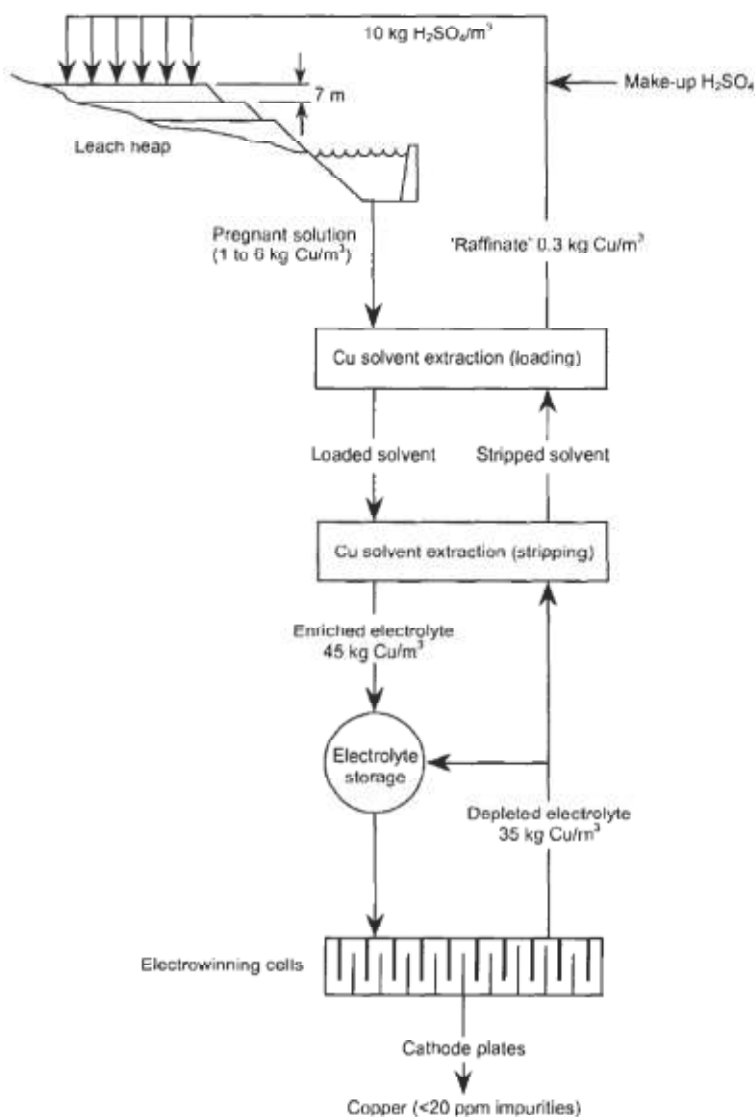 10 kg H₂SO₄/m³
Make-up H₂SO₄
7 m
Leach heap
Pregnant solution
(1 to 6 kg Cu/m³)
'Raffinate' 0.3 kg Cu/m³
Cu solvent extraction (loading)
Loaded solvent
Stripped solvent
Cu solvent extraction (stripping)
Enriched electrolyte
45 kg Cu/m³
Electrolyte
storage
Depleted electrolyte
35 kg Cu/m³
Electrowinning cells
Cathode plates
Copper (<20 ppm impurities)